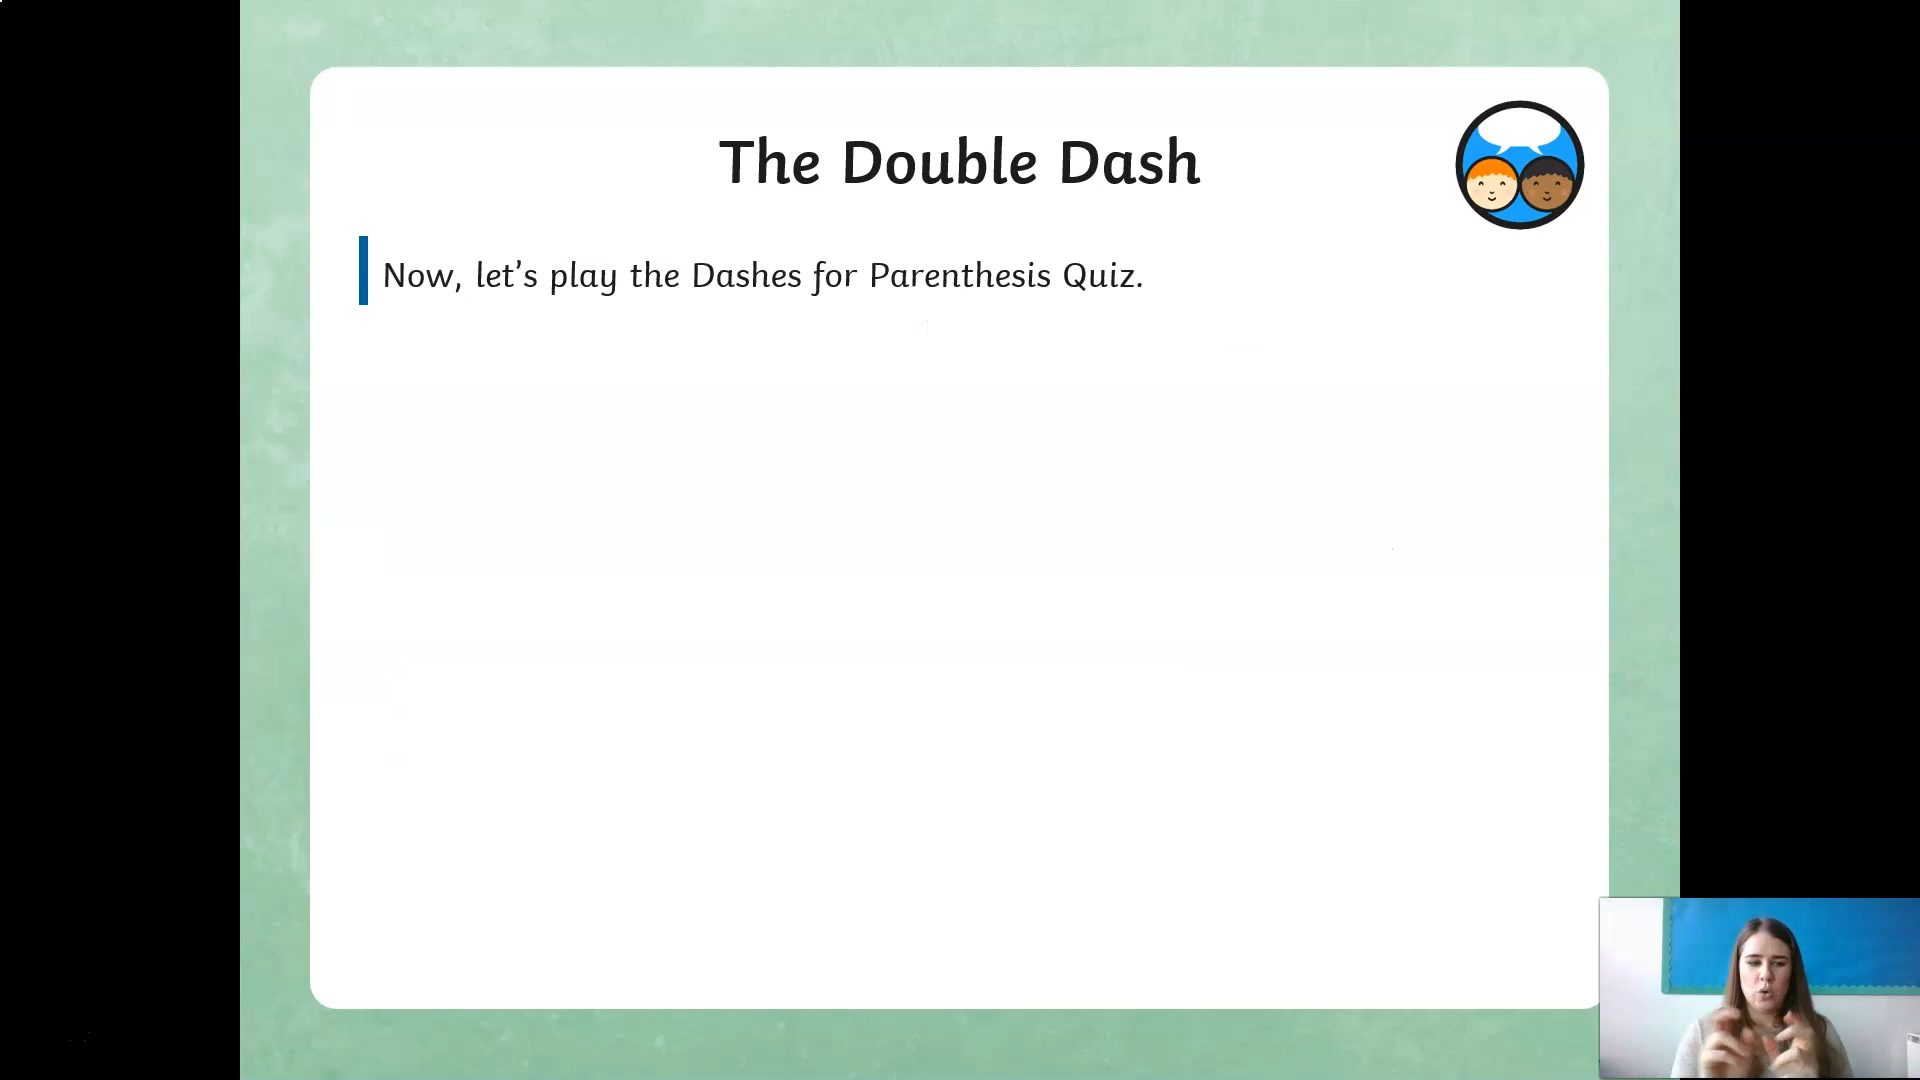 The Double Dash
Now, let’s play the Dashes for Parenthesis Quiz.